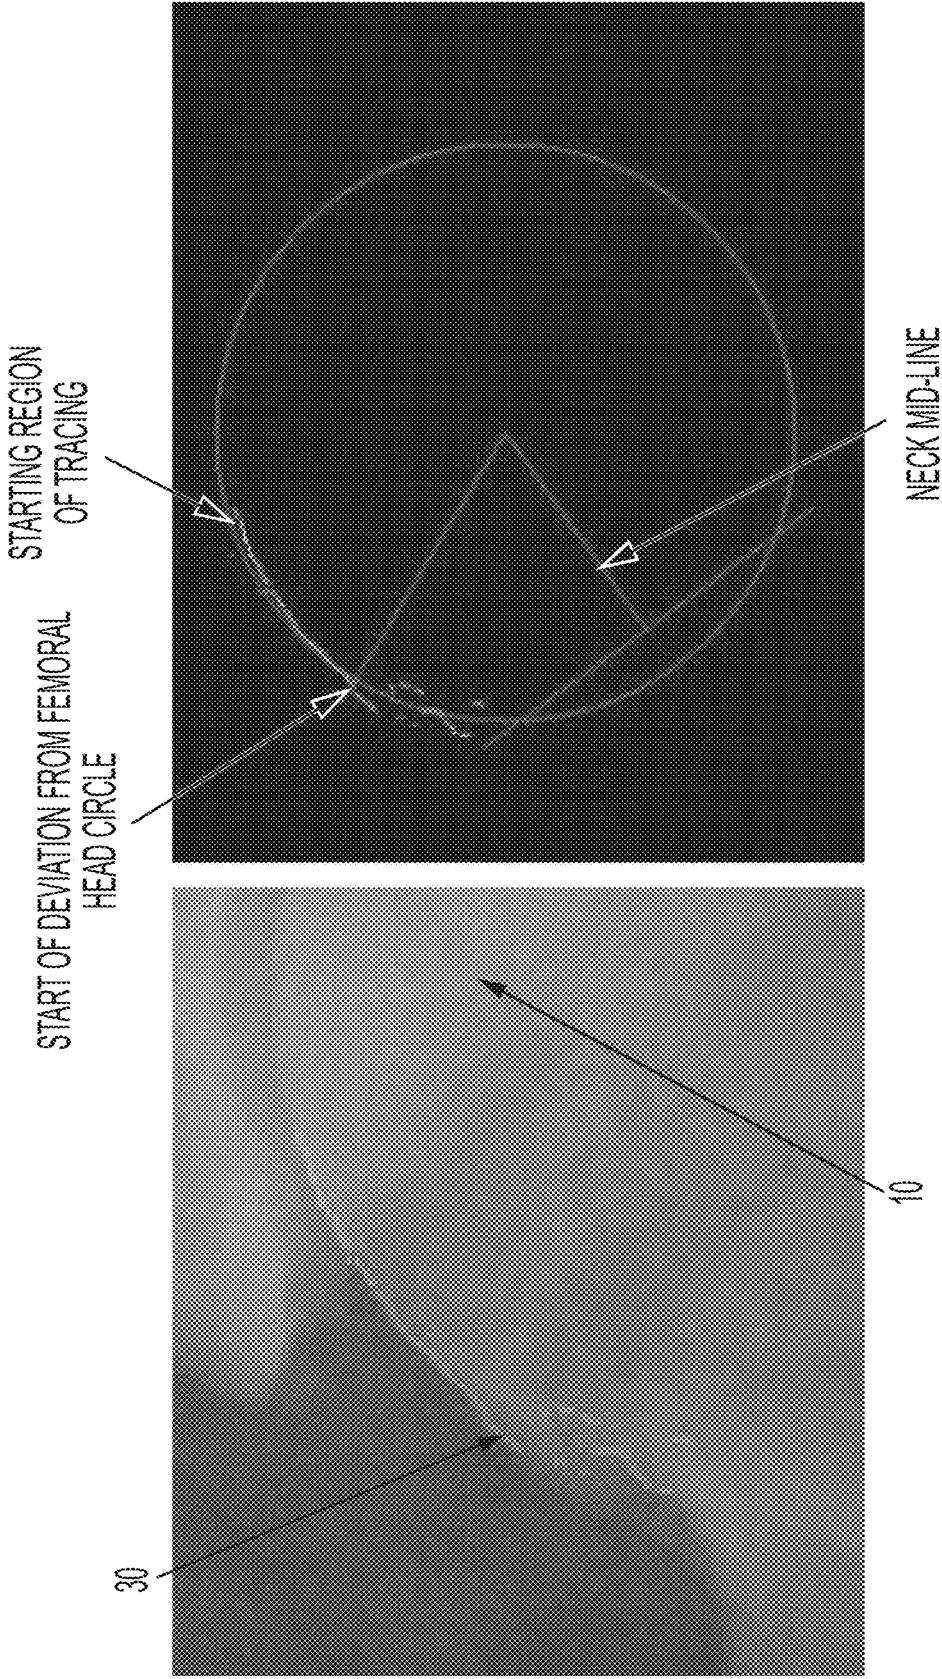 30
10
START OF DEVIATION FROM FEMORAL
HEAD CIRCLE
STARTING REGION
OF TRACING
NECK MID-LINE